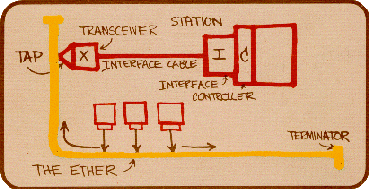 STATION
TRANSCEIVER
TAP
X
INTERFACE CABLE
I
C
INTERFACE
CONTROLLER
TERMINATOR
THE ETHER